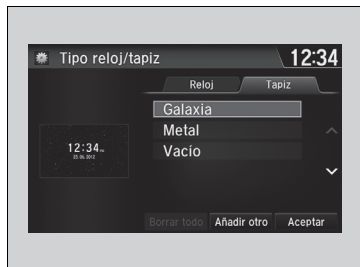 Tipo reloj/tapiz 12:34
Reloj Tapiz
Galaxia
Metal
Vacío
12:34
Borrar todo Añadir otro Aceptar